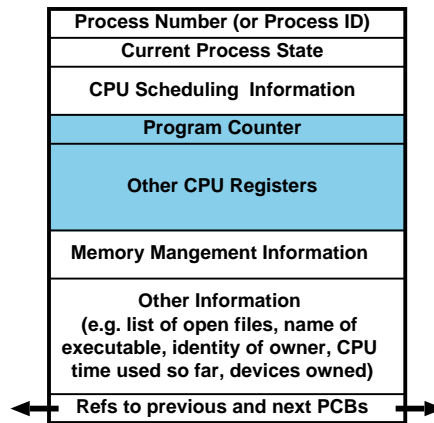 Process Number (or Process ID)
Current Process State
CPU Scheduling Information
Program Counter
Other CPU Registers
Memory Mangement Information
Other Information
(e.g. list of open files, name of
executable, identity of owner, CPU
time used so far, devices owned)
Refs to previous and next PCBs